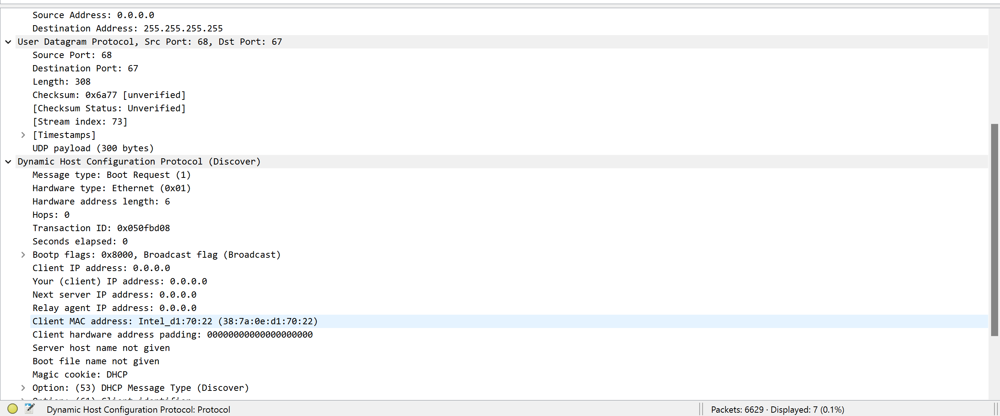 Source Address: 0.0.0.0
Destination Address: 255.255.255.255
User Datagram Protocol, Src Port: 68, Dst Port: 67
Source Port: 68
Destination Port: 67
Length: 308
Checksum: 0x6a77 [unverified]
[Checksum Status: Unverified]
[Stream index: 73]
[Timestamps]
UDP payload (300 bytes)
Dynamic Host Configuration Protocol (Discover)
Message type: Boot Request (1)
Hardware type: Ethernet (0x01)
Hardware address length: 6
Hops: 0
Transaction ID: 0x050fbd08
Seconds elapsed: 0
Bootp flags: 0x8000, Broadcast flag (Broadcast)
Client IP address: 0.0.0.0
Your (client) IP address: 0.0.0.0
Next server IP address: 0.0.0.0
Relay agent IP address: 0.0.0.0
Client MAC address: Intel_d1:70:22 (38:7a:0e:d1:70:22)
Client hardware address padding: 00000000000000000000
Server host name not given
Boot file name not given
Magic cookie: DHCP
Option: (53) DHCP Message Type (Discover)
Option: (61) Client identifier
Dynamic Host Configuration Protocol: Protocol
Packets: 6629 · Displayed: 7 (0.1%)